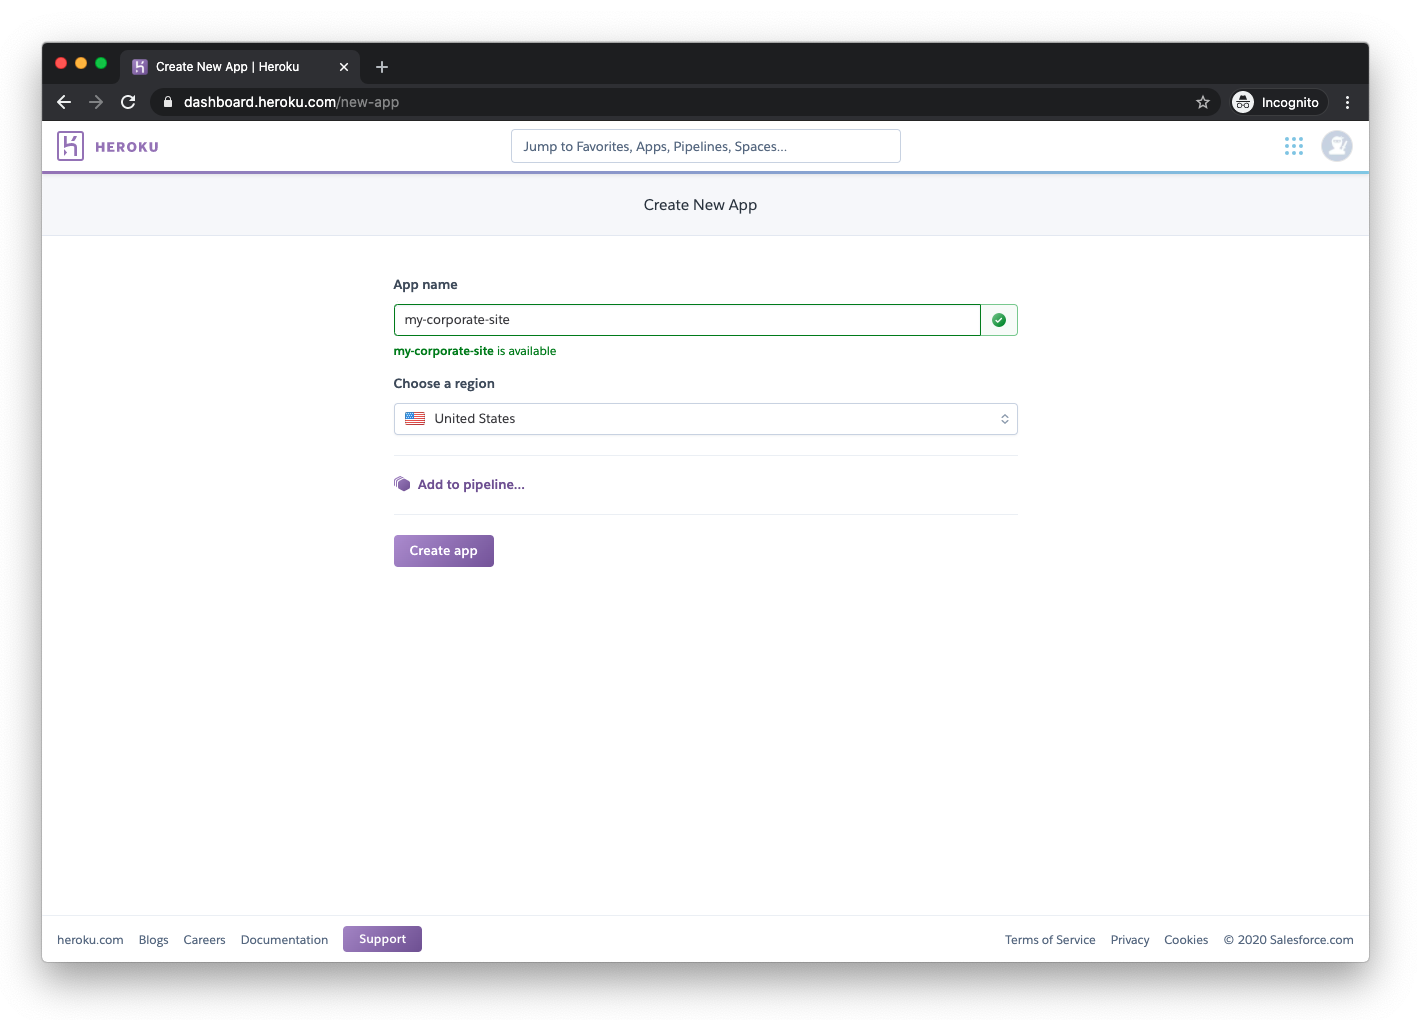 Create New App | Heroku
dashboard.heroku.com/new-app
Incognito
HEROKU
Jump to Favorites, Apps, Pipelines, Spaces...
Create New App
App name
my-corporate-site
my-corporate-site is available
Choose a region
United States
Add to pipeline...
Create app
heroku.com Blogs Careers Documentation Support Terms of Service Privacy Cookies © 2020 Salesforce.com